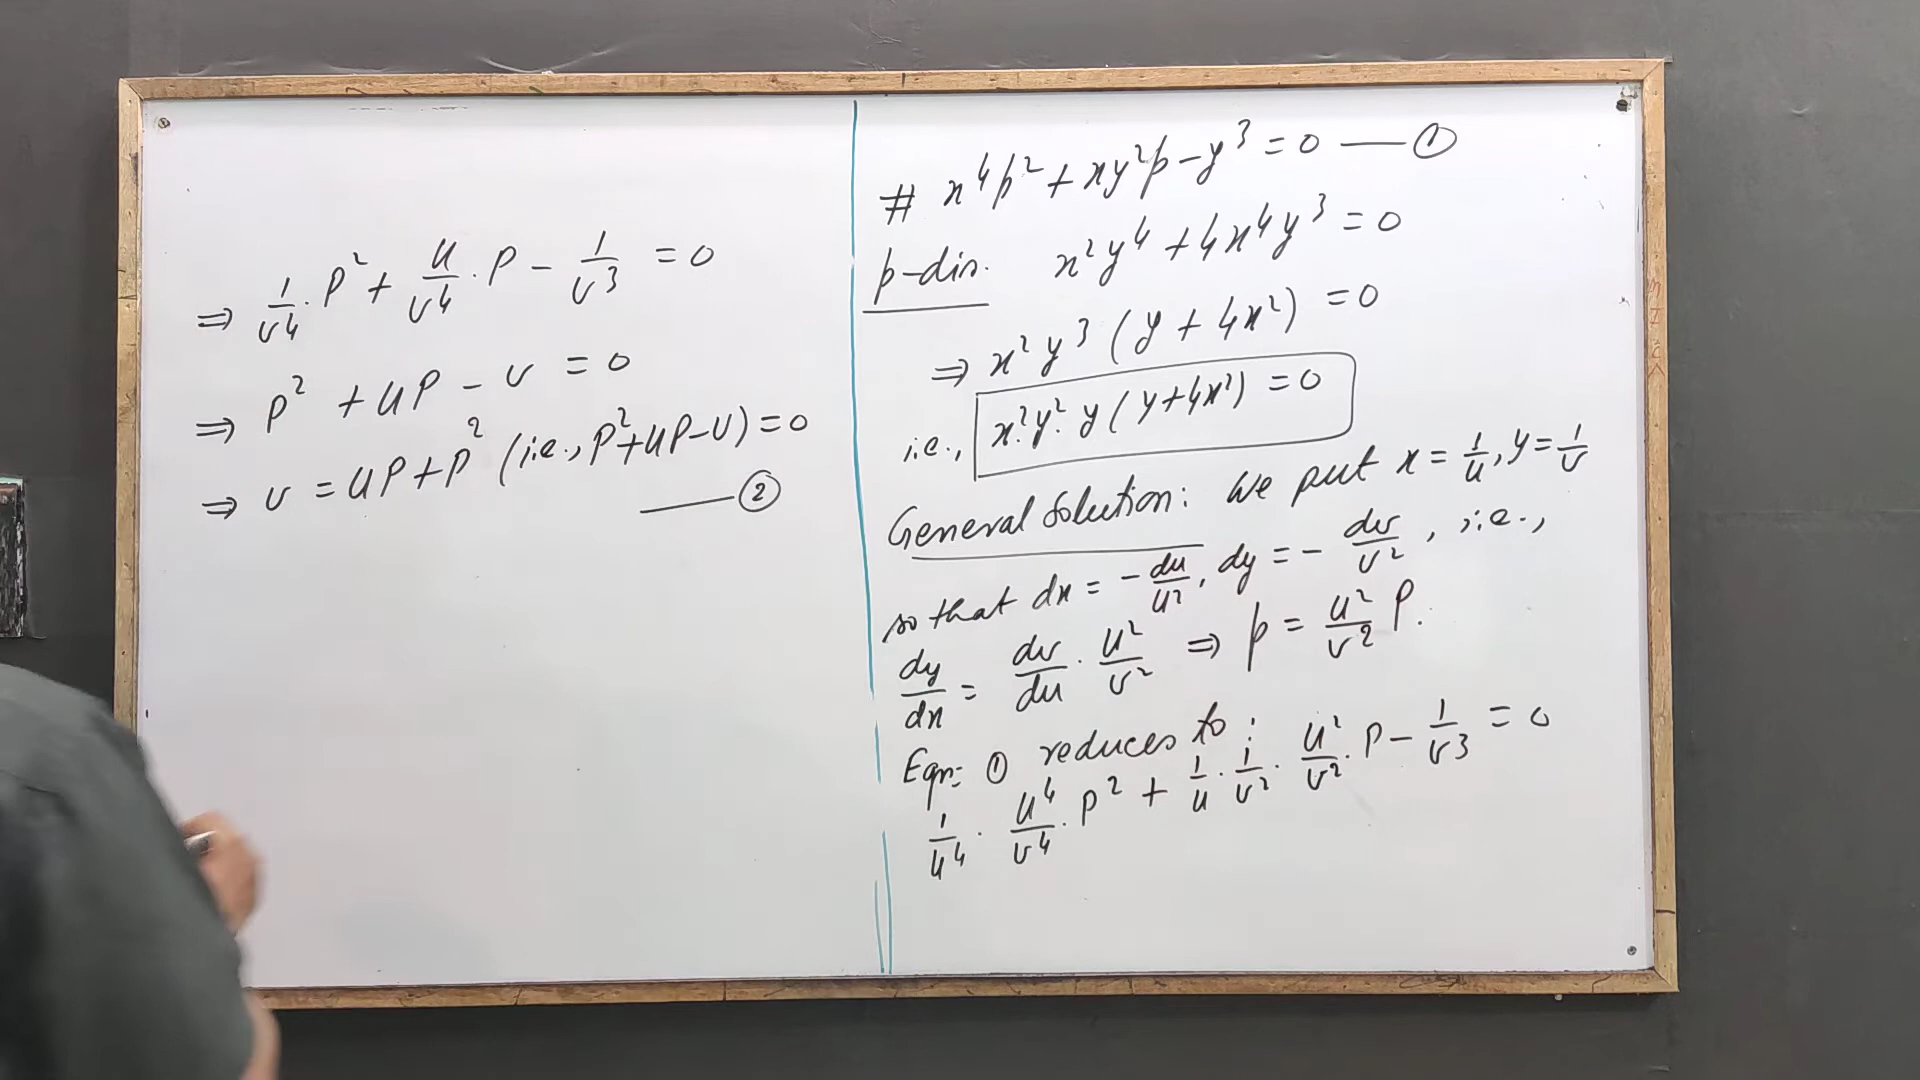 # x⁴p² + xy²p - y³ = 0 —— ①
p-dis. x²y⁴ + 4x⁴y³ = 0
⇒ x²y³ (y + 4x²) = 0
i.e., x².y². y (y+4x²) = 0
General Solution: We put x = 1/u, y = 1/v
so that dx = - du/u², dy = - dv/v², i.e.,
dy/dx = dv/du . u²/v² ⇒ p = u²/v² P.
Eqn: ① reduces to :
1/u⁴ . u⁴/v⁴ . P² + 1/u . 1/v² . u²/v² . P - 1/v³ = 0
⇒ 1/v⁴ . P² + u/v⁴ . P - 1/v³ = 0
⇒ P² + uP - v = 0
⇒ v = uP + P² (i.e., P²+uP-v) = 0
—— ②